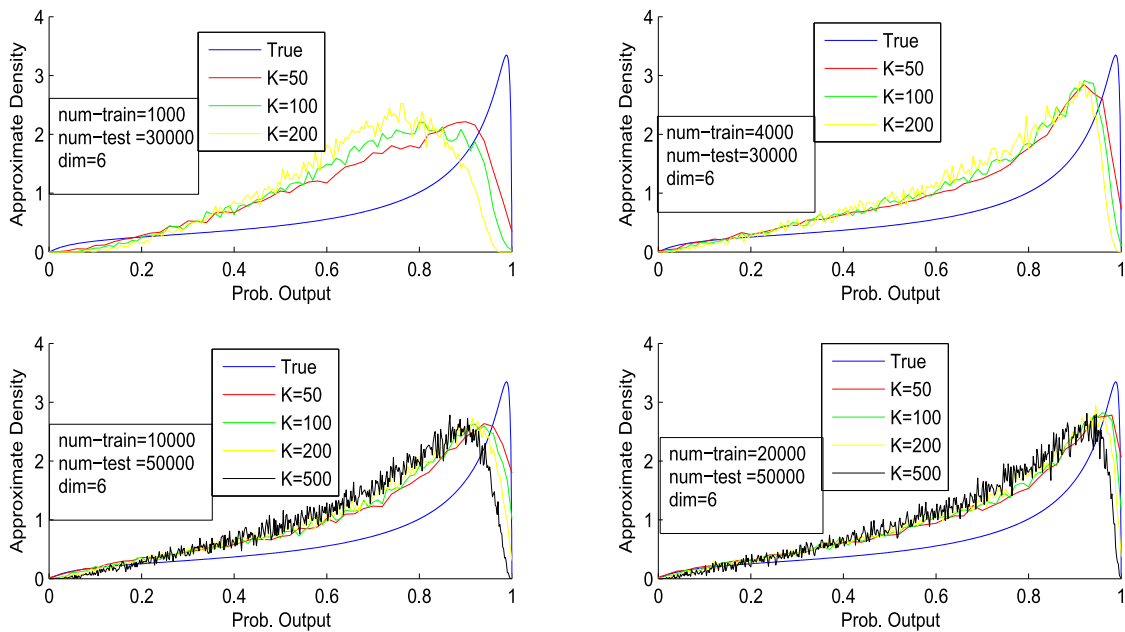 4
3
2
1
0
0
0.2
0.4
0.6
0.8
1
Approximate Density
Prob. Output
True
K=50
K=100
K=200
num-train=1000
num-test =30000
dim=6
4
3
2
1
0
0
0.2
0.4
0.6
0.8
1
Approximate Density
Prob. Output
True
K=50
K=100
K=200
num-train=4000
num-test=30000
dim=6
4
3
2
1
0
0
0.2
0.4
0.6
0.8
1
Approximate Density
Prob. Output
True
K=50
K=100
K=200
K=500
num-train=10000
num-test =50000
dim=6
4
3
2
1
0
0
0.2
0.4
0.6
0.8
1
Approximate Density
Prob. Output
True
K=50
K=100
K=200
K=500
num-train=20000
num-test =50000
dim=6